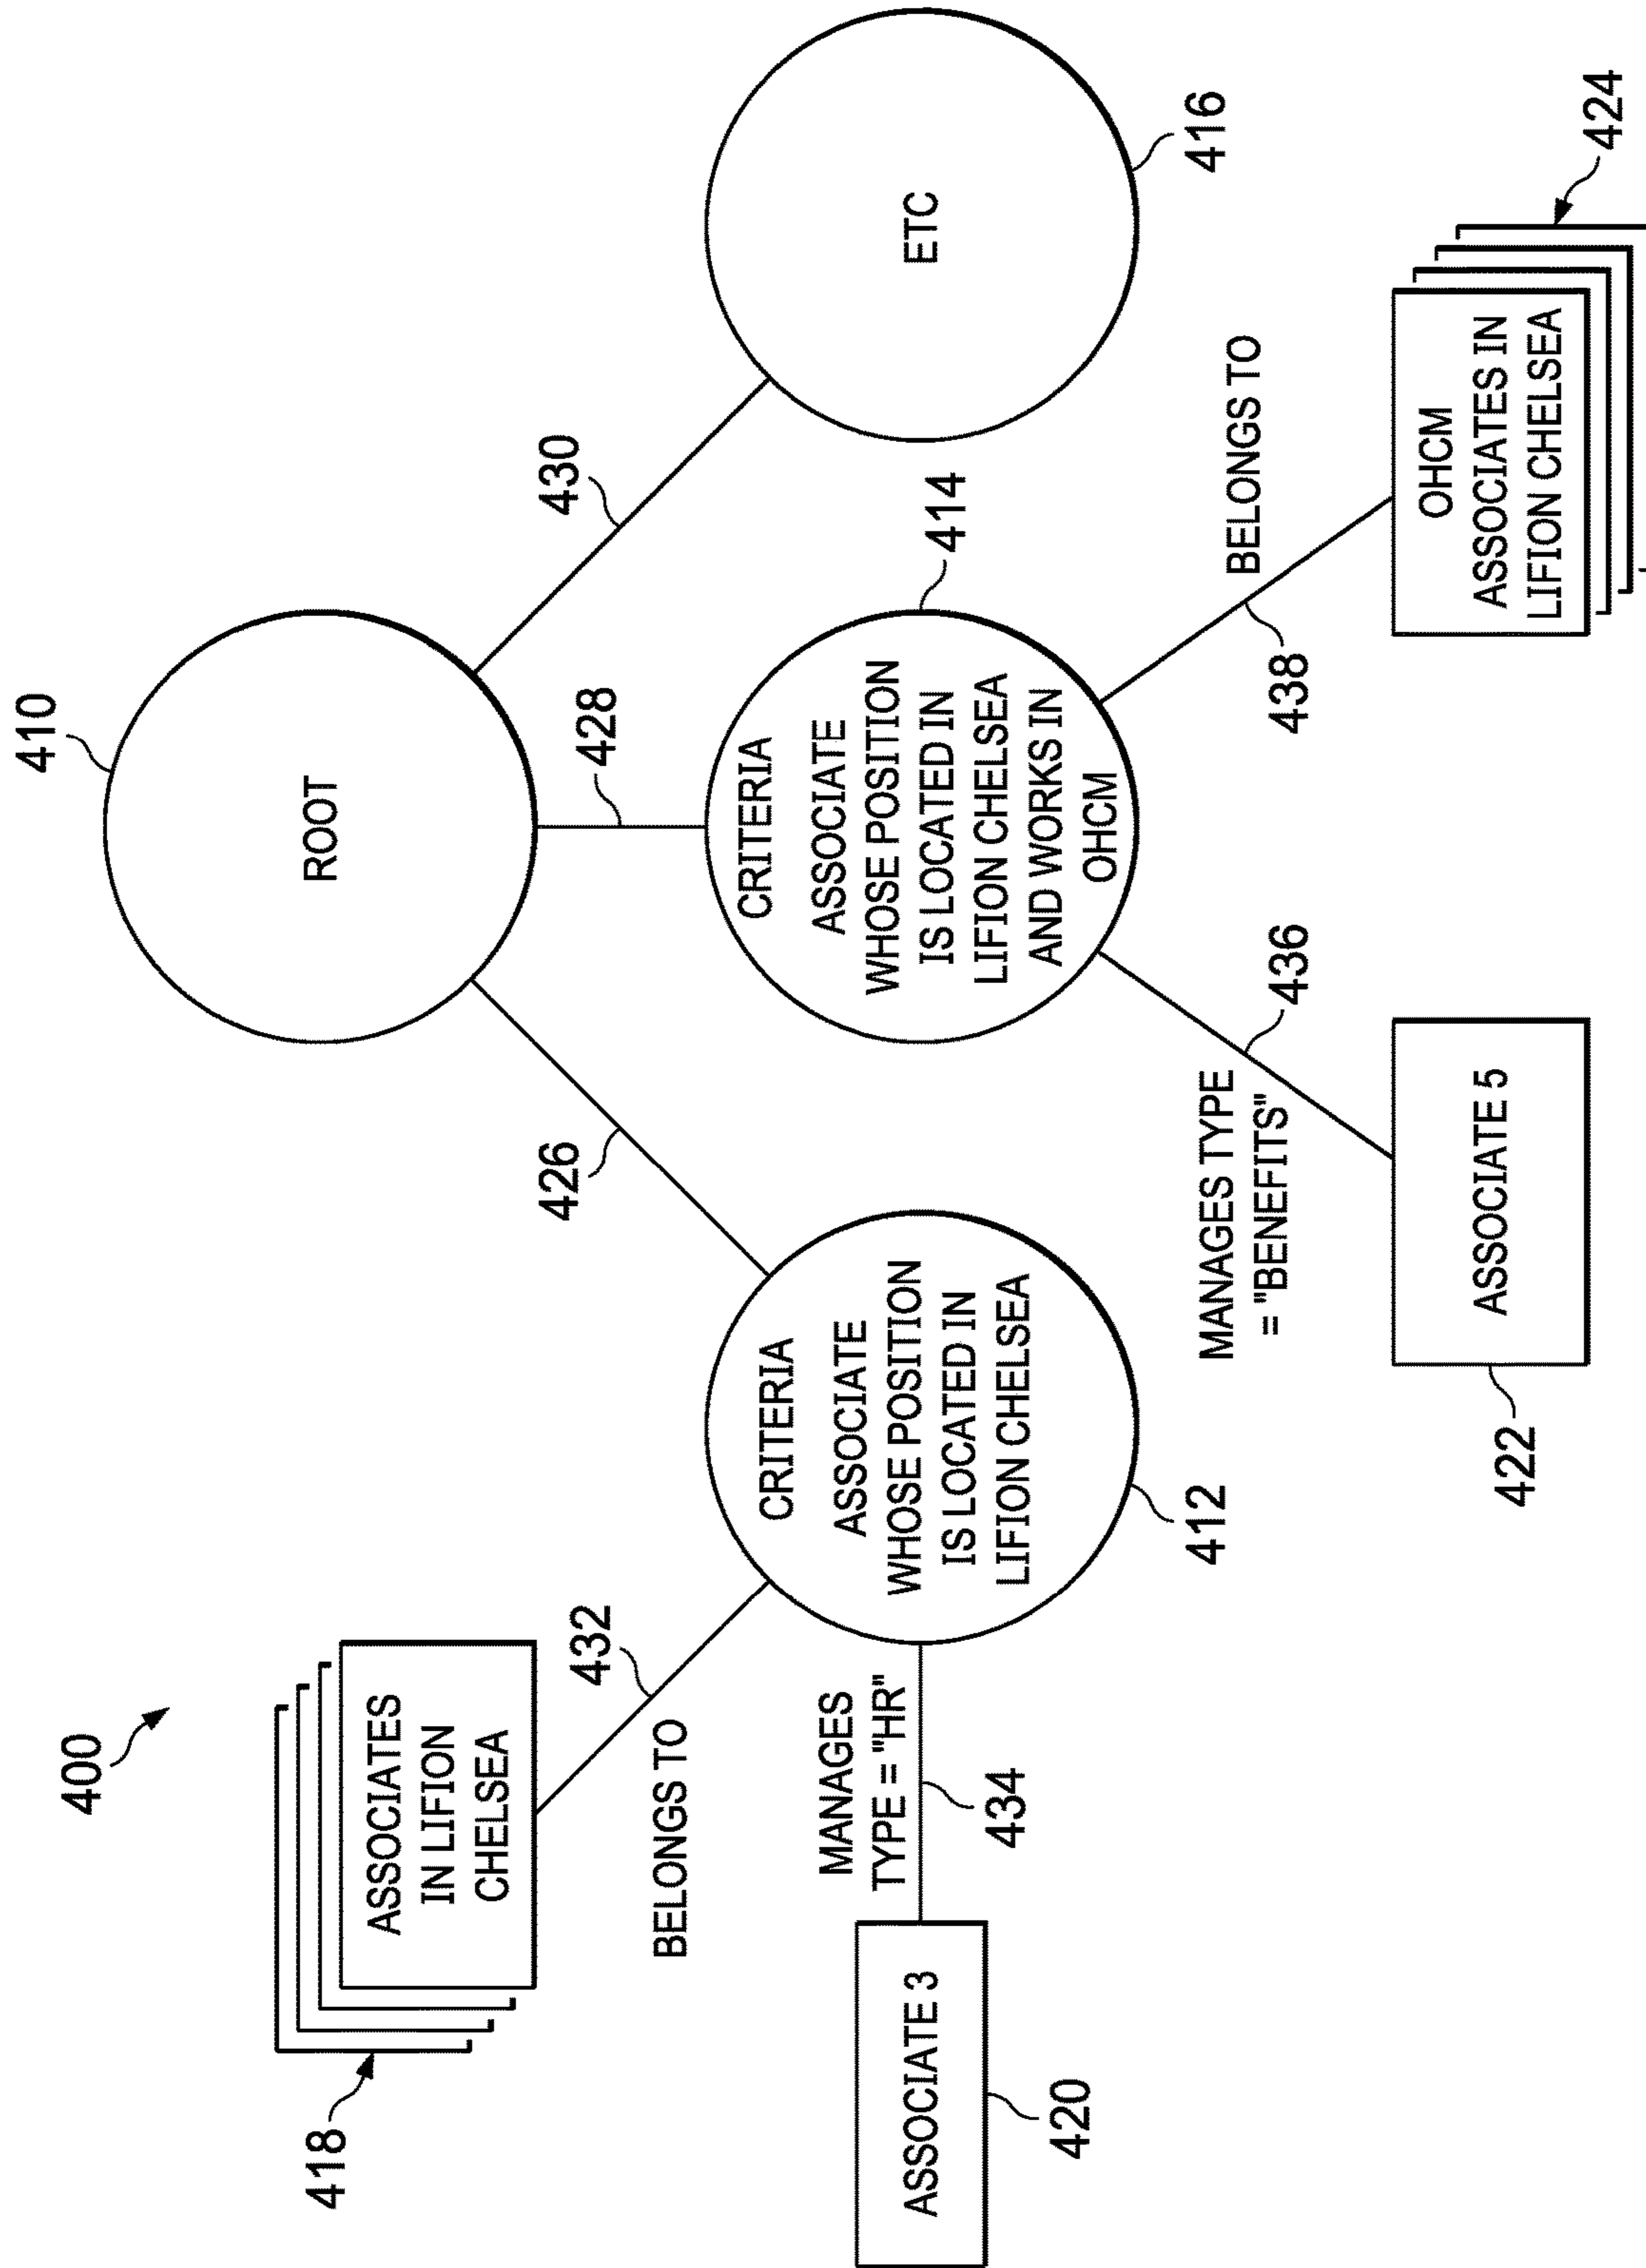 400
410
ROOT
418
ASSOCIATES
IN LIFION
CHELSEA
432
BELONGS TO
426
428
430
MANAGES
TYPE = "HR"
434
ASSOCIATE 3
420
CRITERIA
ASSOCIATE
WHOSE POSITION
IS LOCATED IN
LIFION CHELSEA
412
CRITERIA
ASSOCIATE
WHOSE POSITION
IS LOCATED IN
LIFION CHELSEA
AND WORKS IN
OHCM
414
ETC
416
MANAGES TYPE
= "BENEFITS"
436
438
BELONGS TO
ASSOCIATE 5
422
OHCM
ASSOCIATES IN
LIFION CHELSEA
424